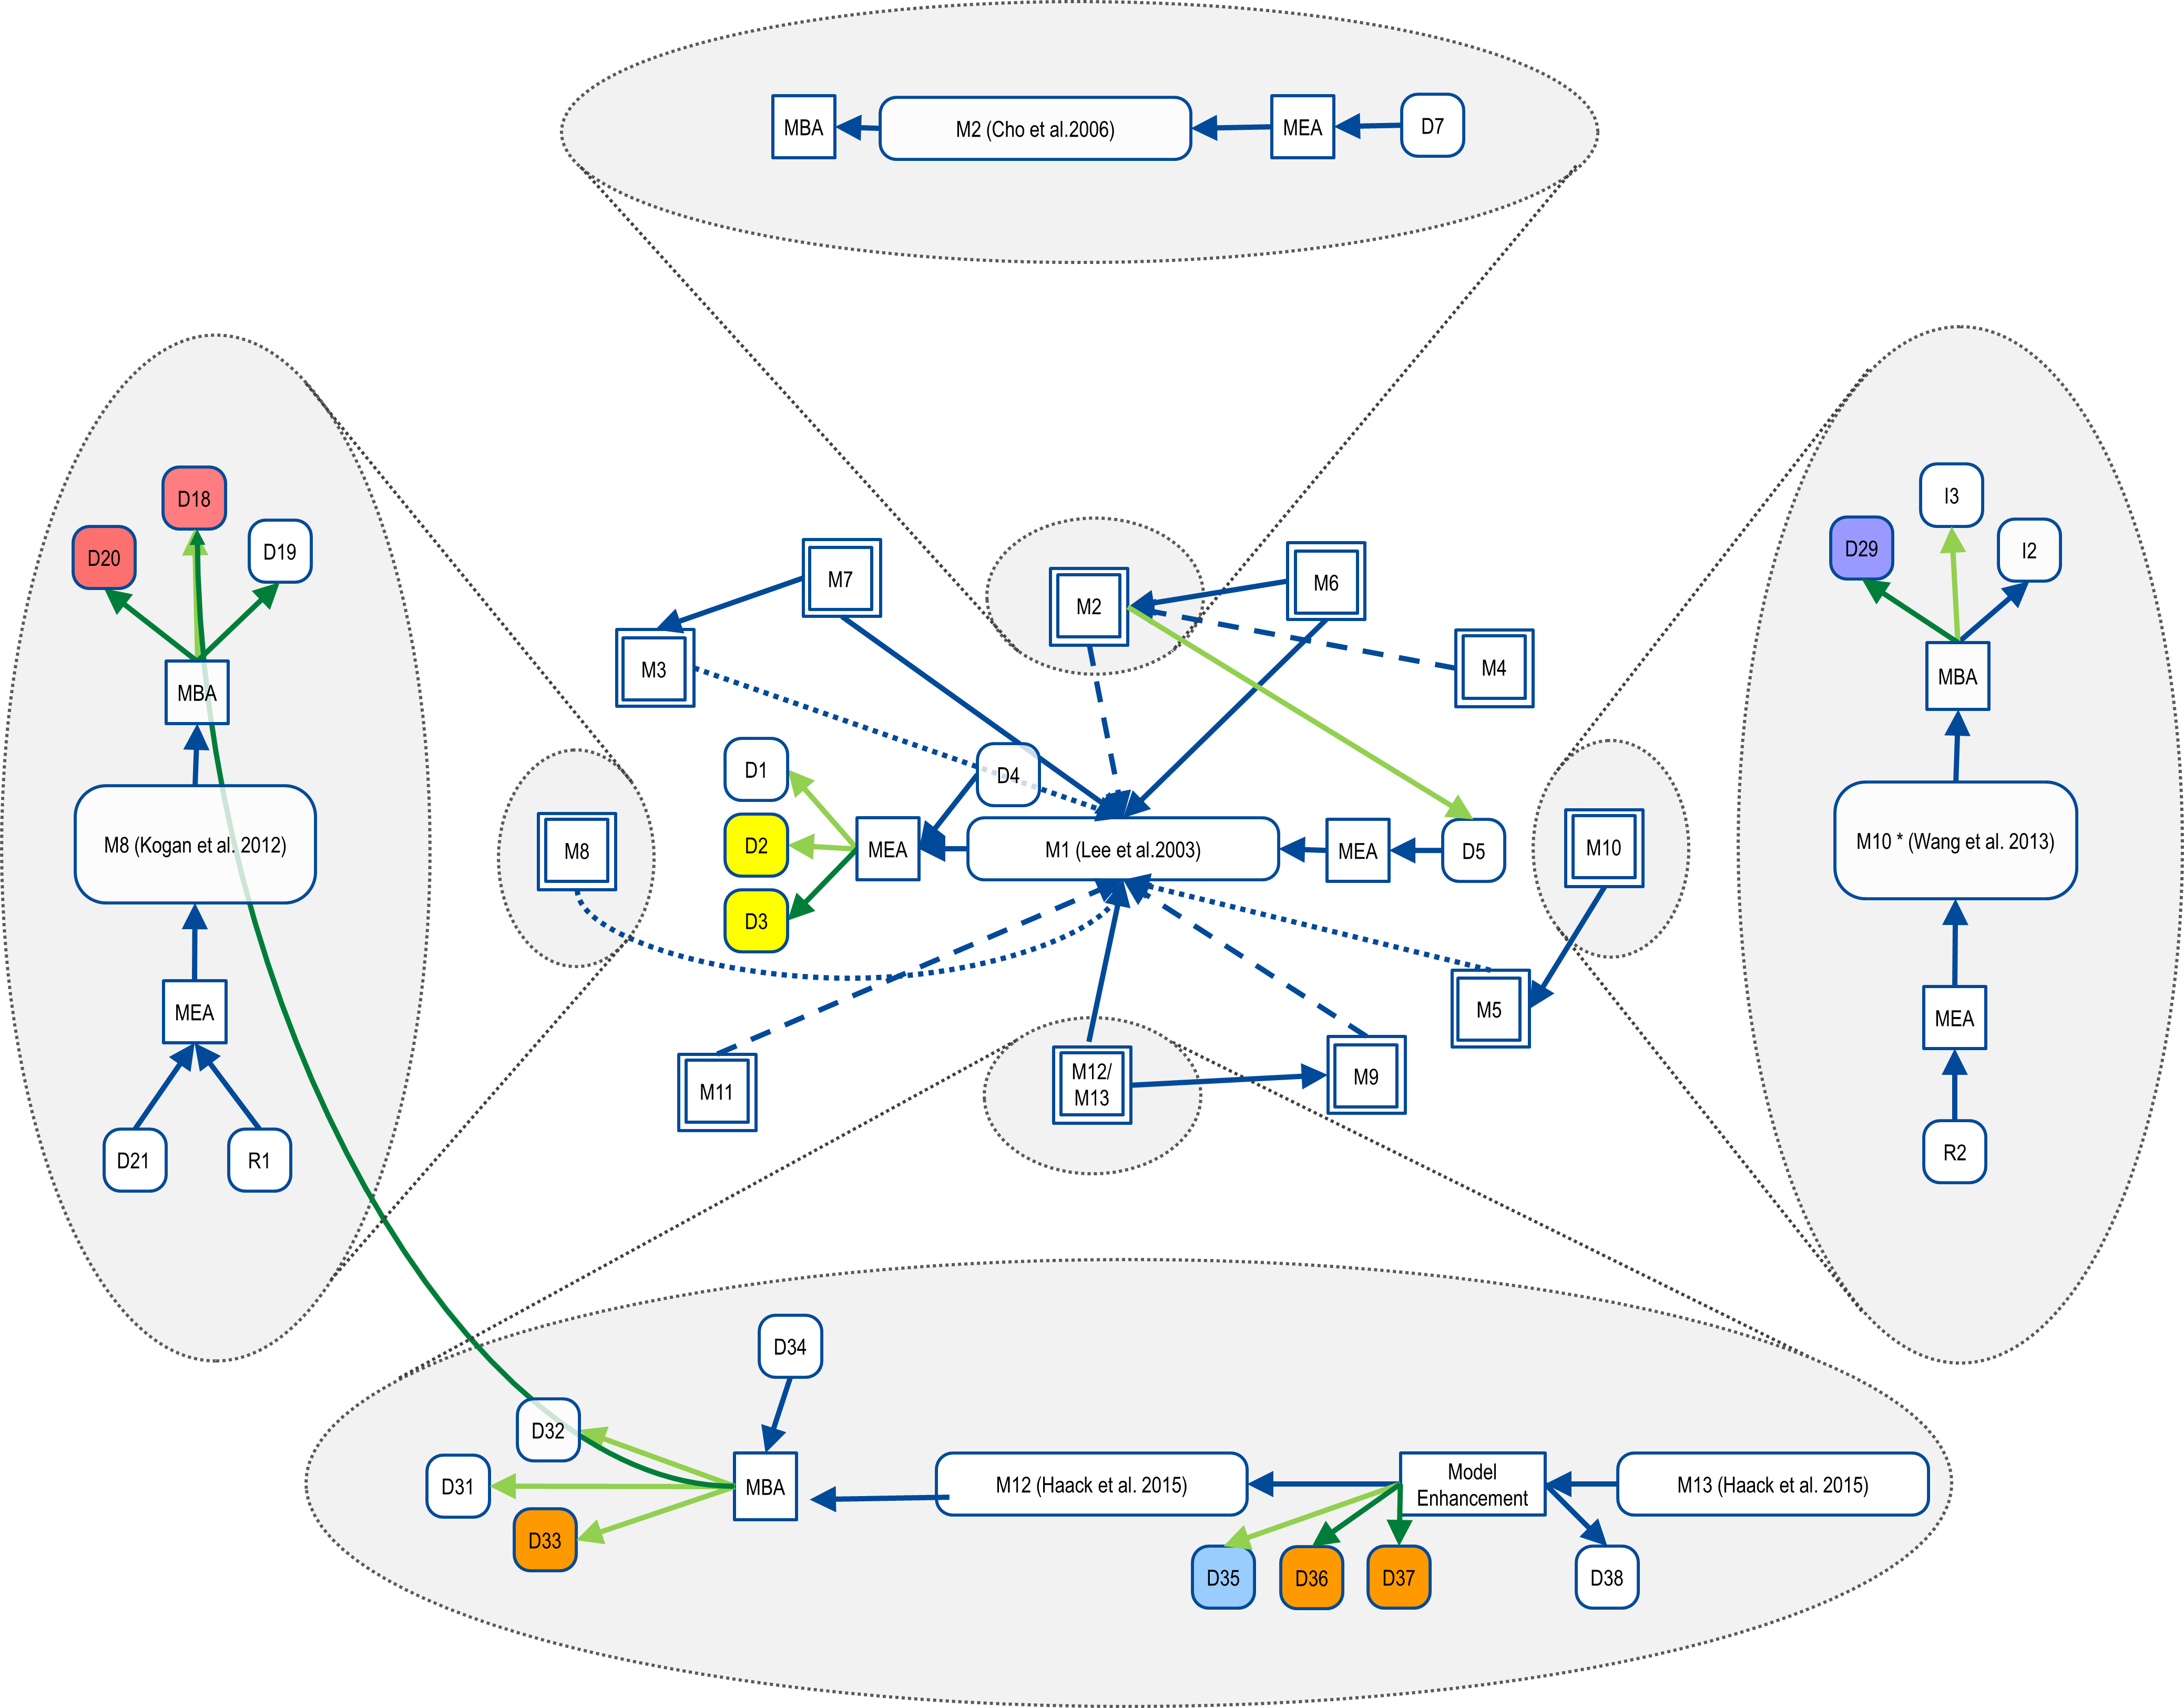 MBA
M2 (Cho et al.2006)
MEA
D7
D18
D20
D19
MBA
M8 (Kogan et al. 2012)
MEA
D21
R1
M7
M3
M2
M6
M4
D1
D2
D3
D4
MEA
M1 (Lee et al.2003)
MEA
D5
M8
M10
M5
M11
M12/
M13
M9
I3
D29
I2
MBA
M10 * (Wang et al. 2013)
MEA
R2
D34
D32
D31
D33
MBA
M12 (Haack et al. 2015)
Model
Enhancement
M13 (Haack et al. 2015)
D35
D36
D37
D38